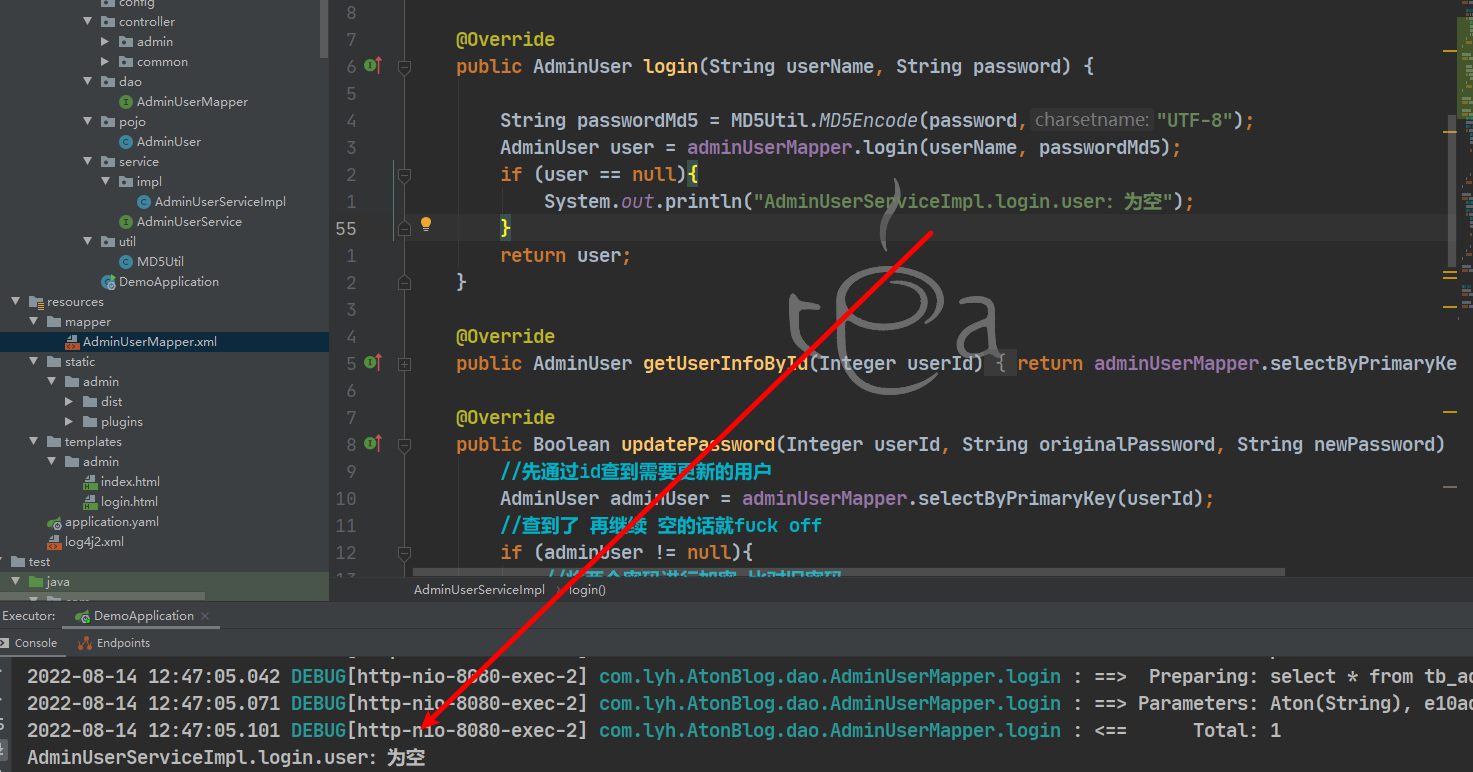 config
controller
admin
common
dao
AdminUserMapper
pojo
AdminUser
service
impl
AdminUserServiceImpl
AdminUserService
util
MD5Util
DemoApplication
resources
mapper
AdminUserMapper.xml
static
admin
dist
plugins
templates
admin
index.html
login.html
application.yaml
log4j2.xml
test
java
8
7 @Override
6 public AdminUser login(String userName, String password) {
5
4 String passwordMd5 = MD5Util.MD5Encode(password, charsetname: "UTF-8");
3 AdminUser user = adminUserMapper.login(userName, passwordMd5);
2 if (user == null){
1 System.out.println("AdminUserServiceImpl.login.user: 为空");
55 }
1 return user;
2 }
3
4 @Override
5 public AdminUser getUserInfoById(Integer userId) { return adminUserMapper.selectByPrimaryKe
6
7 @Override
8 public Boolean updatePassword(Integer userId, String originalPassword, String newPassword)
9 //先通过id查到需要更新的用户
10 AdminUser adminUser = adminUserMapper.selectByPrimaryKey(userId);
11 //查到了 再继续 空的话就fuck off
12 if (adminUser != null){
tea
AdminUserServiceImpl › login()
Executor: DemoApplication ×
Console Endpoints
2022-08-14 12:47:05.042 DEBUG[http-nio-8080-exec-2] com.lyh.AtonBlog.dao.AdminUserMapper.login : ==> Preparing: select * from tb_ad
2022-08-14 12:47:05.071 DEBUG[http-nio-8080-exec-2] com.lyh.AtonBlog.dao.AdminUserMapper.login : ==> Parameters: Aton(String), e10ad
2022-08-14 12:47:05.101 DEBUG[http-nio-8080-exec-2] com.lyh.AtonBlog.dao.AdminUserMapper.login : <== Total: 1
AdminUserServiceImpl.login.user: 为空